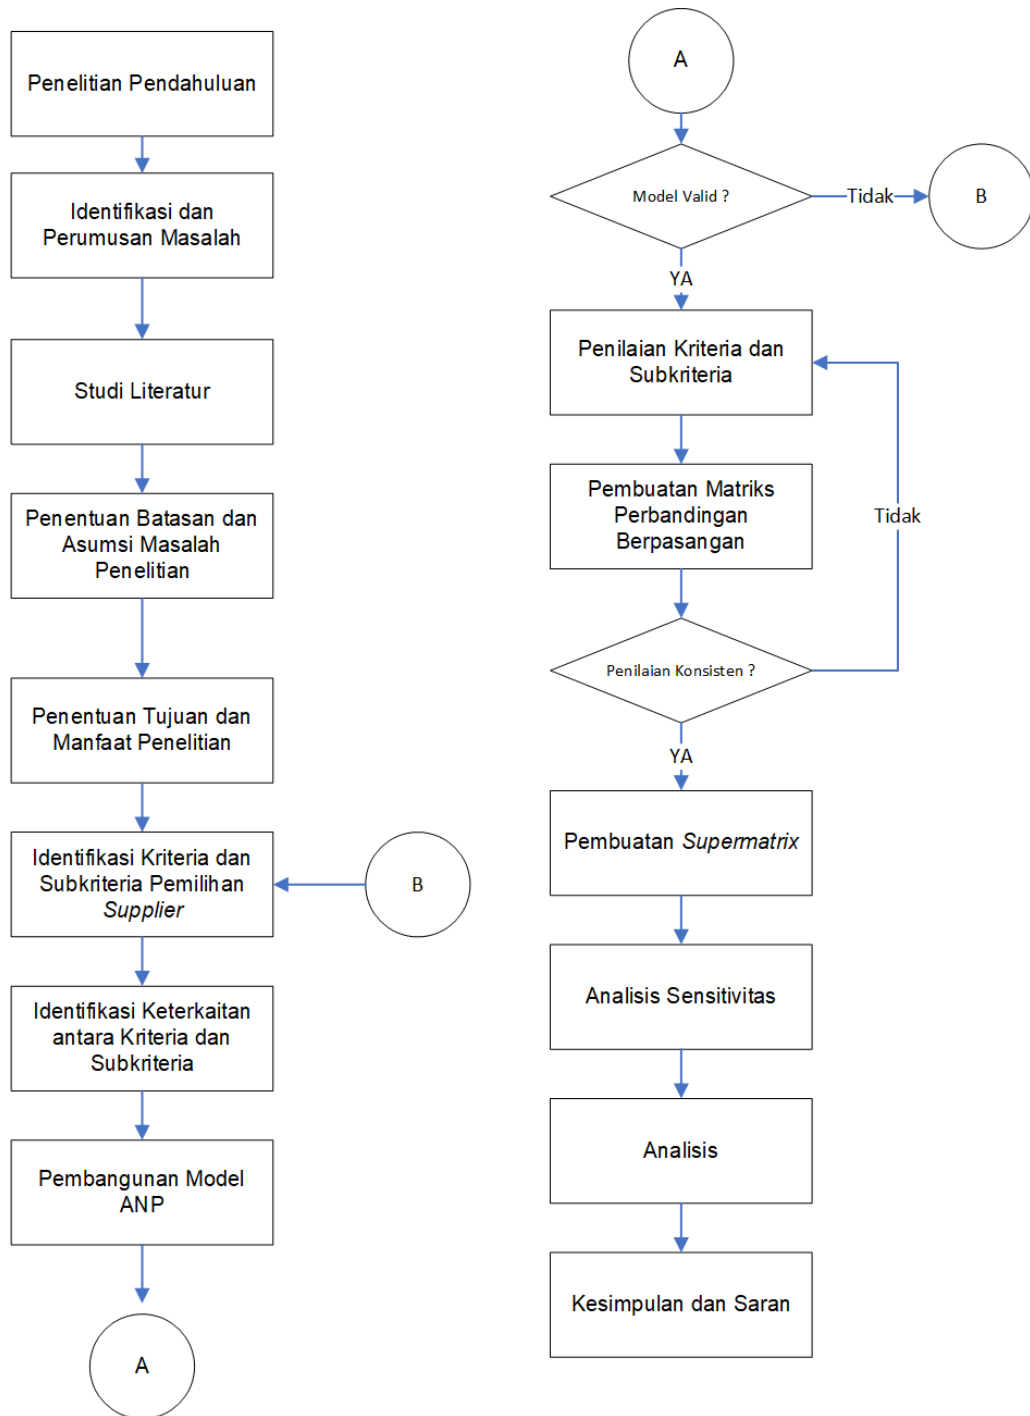 Penelitian Pendahuluan
Identifikasi dan
Perumusan Masalah
Studi Literatur
Penentuan Batasan dan
Asumsi Masalah
Penelitian
Penentuan Tujuan dan
Manfaat Penelitian
Identifikasi Kriteria dan
Subkriteria Pemilihan
Supplier
B
Identifikasi Keterkaitan
antara Kriteria dan
Subkriteria
Pembangunan Model
ANP
A
A
Model Valid ?
Tidak
B
YA
Penilaian Kriteria dan
Subkriteria
Pembuatan Matriks
Perbandingan
Berpasangan
Tidak
Penilaian Konsisten ?
YA
Pembuatan Supermatrix
Analisis Sensitivitas
Analisis
Kesimpulan dan Saran